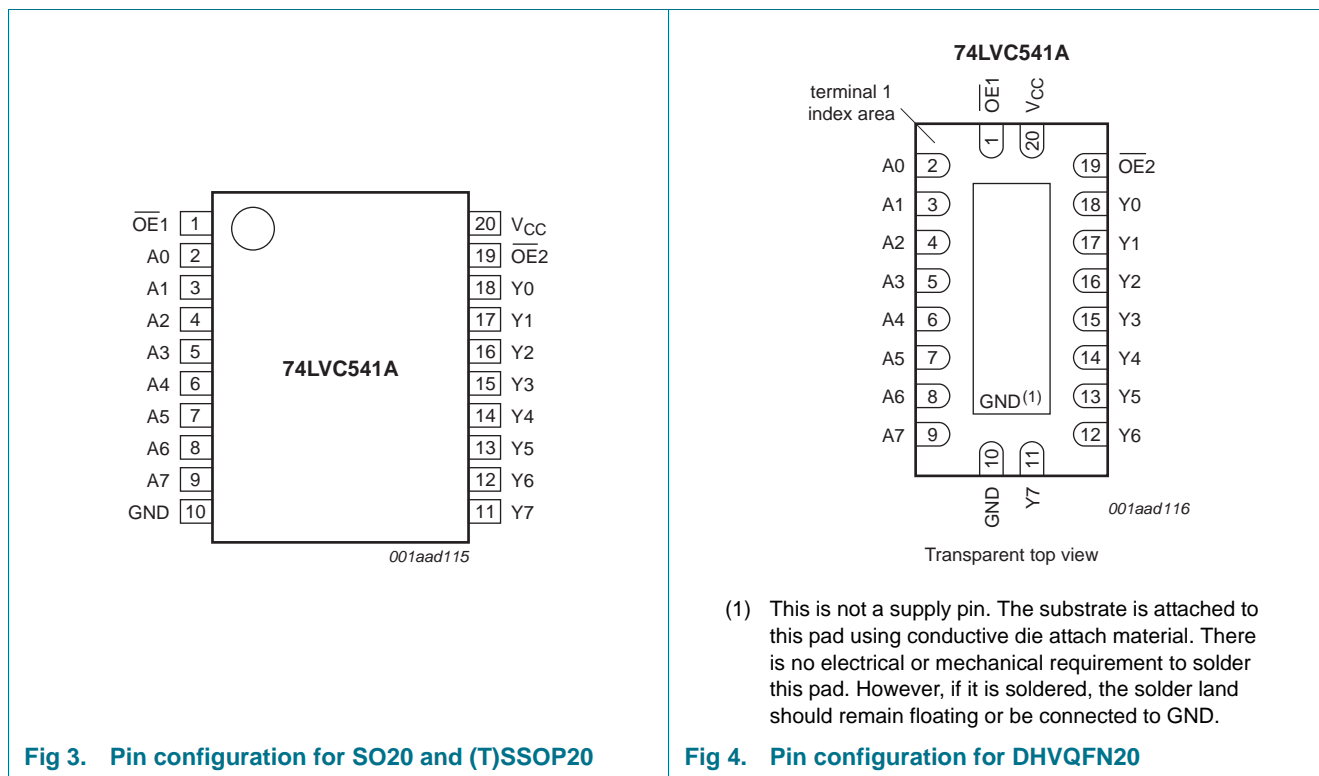 OE1 1
A0 2
A1 3
A2 4
A3 5
A4 6
A5 7
A6 8
A7 9
GND 10
74LVC541A
20 VCC
19 OE2
18 Y0
17 Y1
16 Y2
15 Y3
14 Y4
13 Y5
12 Y6
11 Y7
001aad115
Fig 3. Pin configuration for SO20 and (T)SSOP20
74LVC541A
terminal 1
index area
OE1
VCC
1
20
A0 2
A1 3
A2 4
A3 5
A4 6
A5 7
A6 8
A7 9
19 OE2
18 Y0
17 Y1
16 Y2
15 Y3
14 Y4
13 Y5
12 Y6
GND(1)
10
11
GND
Y7
001aad116
Transparent top view
(1) This is not a supply pin. The substrate is attached to
this pad using conductive die attach material. There
is no electrical or mechanical requirement to solder
this pad. However, if it is soldered, the solder land
should remain floating or be connected to GND.
Fig 4. Pin configuration for DHVQFN20